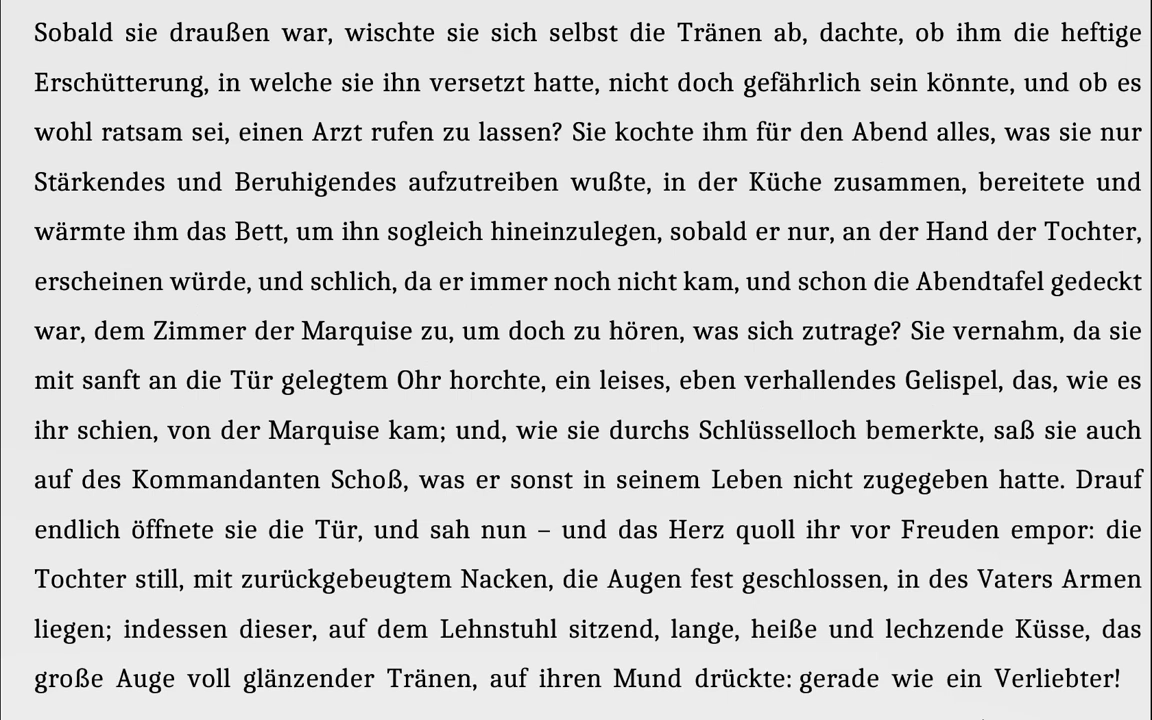 Sobald sie draußen war, wischte sie sich selbst die Tränen ab, dachte, ob ihm die heftige
Erschütterung, in welche sie ihn versetzt hatte, nicht doch gefährlich sein könnte, und ob es
wohl ratsam sei, einen Arzt rufen zu lassen? Sie kochte ihm für den Abend alles, was sie nur
Stärkendes und Beruhigendes aufzutreiben wußte, in der Küche zusammen, bereitete und
wärmte ihm das Bett, um ihn sogleich hineinzulegen, sobald er nur, an der Hand der Tochter,
erscheinen würde, und schlich, da er immer noch nicht kam, und schon die Abendtafel gedeckt
war, dem Zimmer der Marquise zu, um doch zu hören, was sich zutrage? Sie vernahm, da sie
mit sanft an die Tür gelegtem Ohr horchte, ein leises, eben verhallendes Gelispel, das, wie es
ihr schien, von der Marquise kam; und, wie sie durchs Schlüsselloch bemerkte, saß sie auch
auf des Kommandanten Schoß, was er sonst in seinem Leben nicht zugegeben hatte. Drauf
endlich öffnete sie die Tür, und sah nun – und das Herz quoll ihr vor Freuden empor: die
Tochter still, mit zurückgebeugtem Nacken, die Augen fest geschlossen, in des Vaters Armen
liegen; indessen dieser, auf dem Lehnstuhl sitzend, lange, heiße und lechzende Küsse, das
große Auge voll glänzender Tränen, auf ihren Mund drückte: gerade wie ein Verliebter!